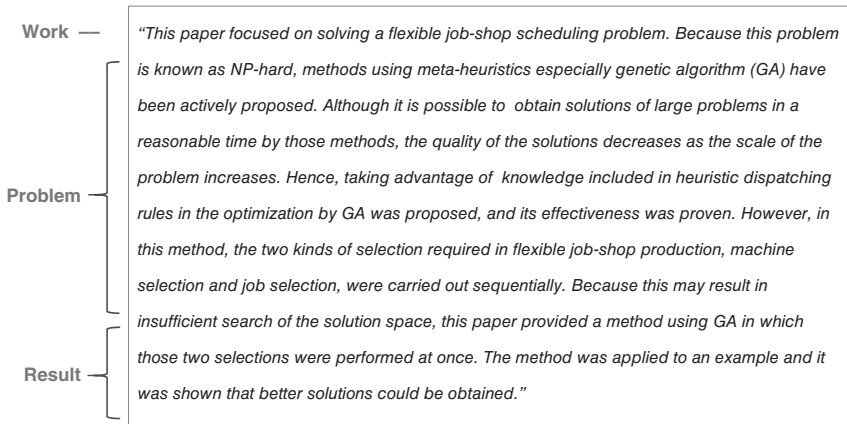 Work
“This paper focused on solving a flexible job-shop scheduling problem. Because this problem
is known as NP-hard, methods using meta-heuristics especially genetic algorithm (GA) have
been actively proposed. Although it is possible to obtain solutions of large problems in a
reasonable time by those methods, the quality of the solutions decreases as the scale of the
problem increases. Hence, taking advantage of knowledge included in heuristic dispatching
Problem
rules in the optimization by GA was proposed, and its effectiveness was proven. However, in
this method, the two kinds of selection required in flexible job-shop production, machine
selection and job selection, were carried out sequentially. Because this may result in
insufficient search of the solution space, this paper provided a method using GA in which
those two selections were performed at once. The method was applied to an example and it
Result
was shown that better solutions could be obtained.”